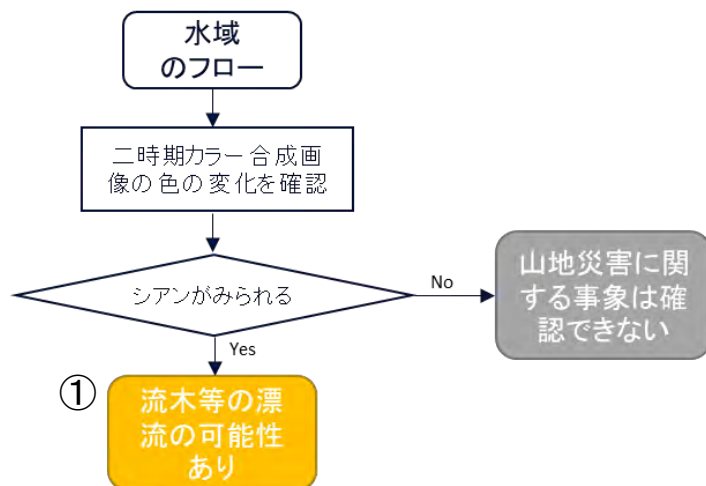 水域
のフロー
二時期カラー合成画
像の色の変化を確認
シアンがみられる
No
山地災害に関
する事象は確
認できない
Yes
①
流木等の漂
流の可能性
あり